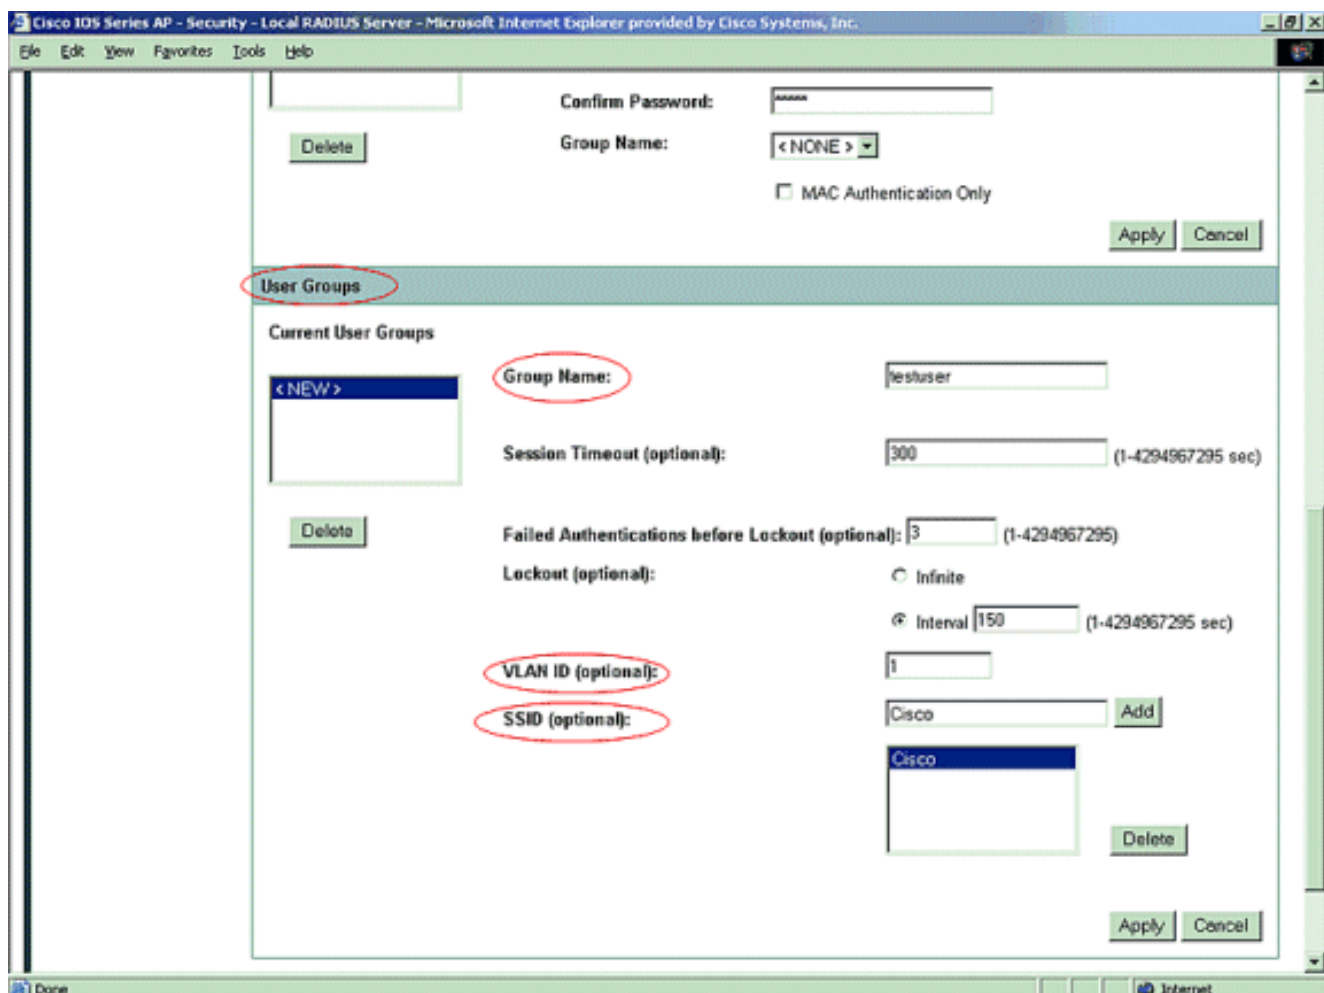 Cisco IOS Series AP - Security - Local RADIUS Server - Microsoft Internet Explorer provided by Cisco Systems, Inc.
File Edit View Favorites Tools Help
Confirm Password: *****
Delete
Group Name: < NONE >
MAC Authentication Only
Apply Cancel
User Groups
Current User Groups
< NEW >
Group Name: testuser
Session Timeout (optional): 300 (1-4294967295 sec)
Delete
Failed Authentications before Lockout (optional): 3 (1-4294967295)
Lockout (optional): Infinite
Interval 150 (1-4294967295 sec)
VLAN ID (optional): 1
SSID (optional): Cisco Add
Cisco
Delete
Apply Cancel
Done Internet